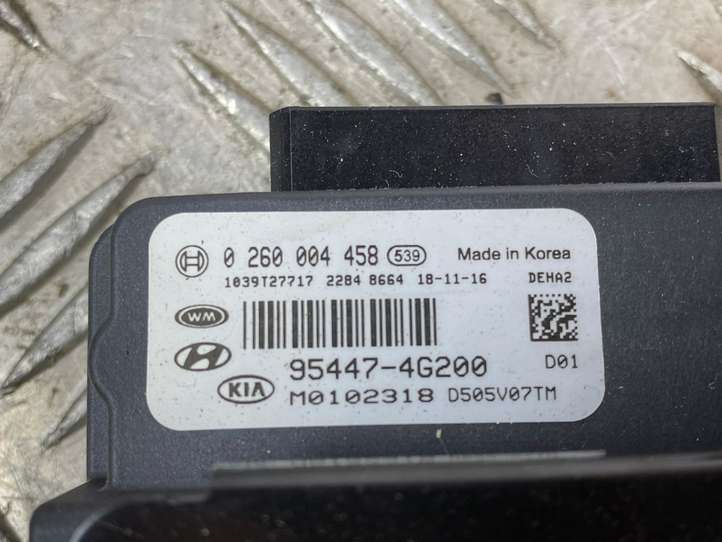 0 260 004 458 539 Made in Korea
1039T27717 2284 8664 18-11-16 DEHA2
WM
95447-4G200 D01
KIA M0102318 D505V07TM